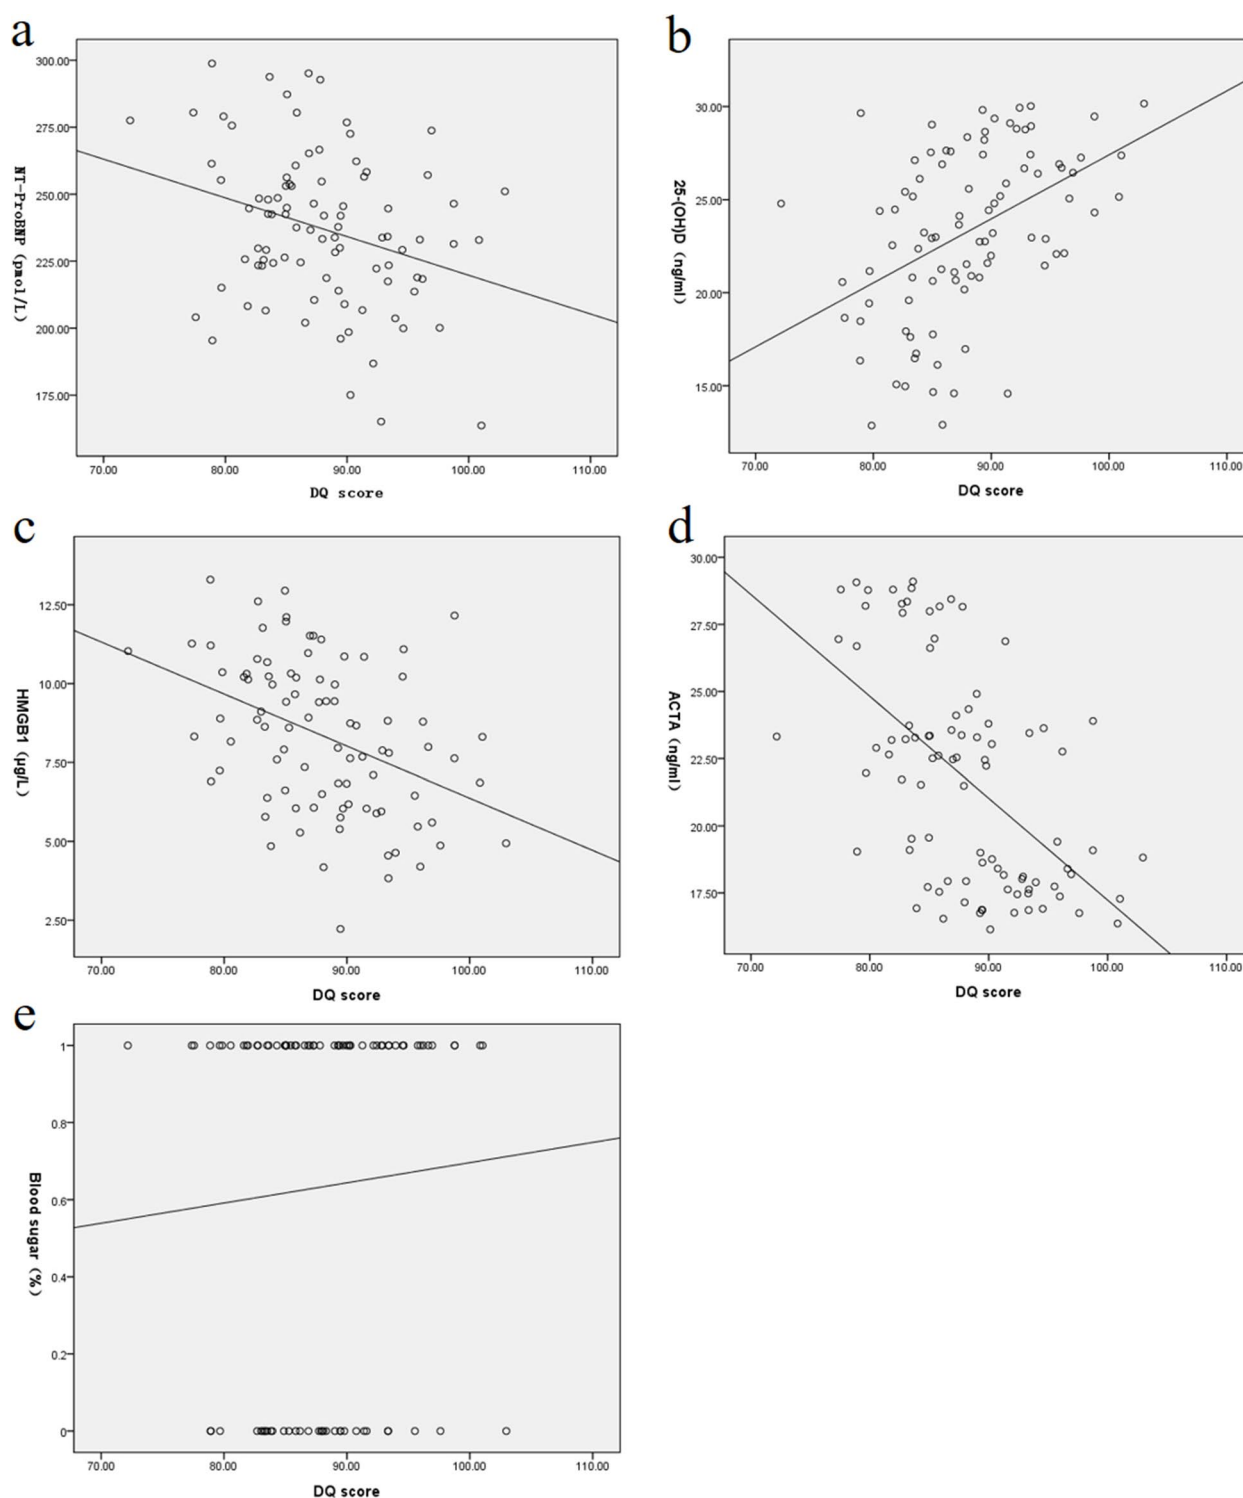 a
300.00
275.00
250.00
225.00
200.00
175.00
NT-ProBNP (pmol/L)
70.00 80.00 90.00 100.00 110.00
DQ score
b
30.00
25.00
20.00
15.00
25-(OH)D (ng/ml)
70.00 80.00 90.00 100.00 110.00
DQ score
c
12.50
10.00
7.50
5.00
2.50
HMGB1 (μg/L)
70.00 80.00 90.00 100.00 110.00
DQ score
d
30.00
27.50
25.00
22.50
20.00
17.50
ACTA (ng/ml)
70.00 80.00 90.00 100.00 110.00
DQ score
e
1
0.8
0.6
0.4
0.2
0
Blood sugar (%)
70.00 80.00 90.00 100.00 110.00
DQ score